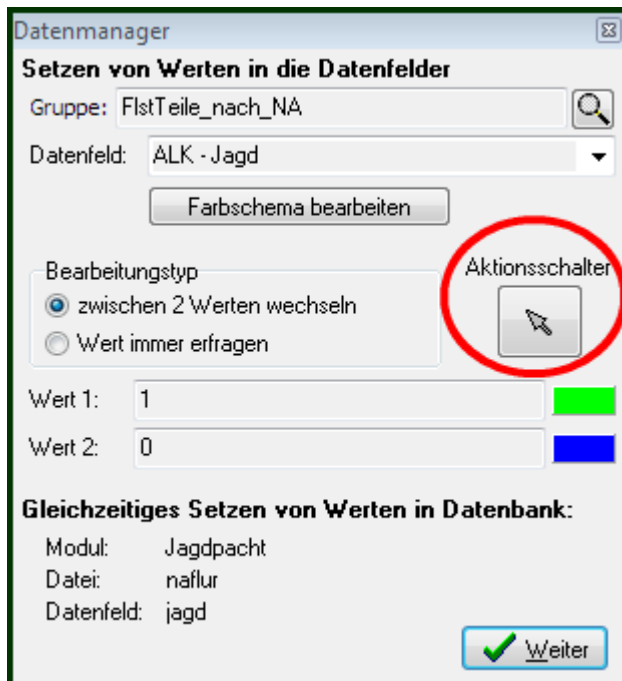 Datenmanager
Setzen von Werten in die Datenfelder
Gruppe: FlstTeile_nach_NA
Datenfeld: ALK - Jagd
Farbschema bearbeiten
Bearbeitungstyp
zwischen 2 Werten wechseln
Wert immer erfragen
Aktionsschalter
Wert 1: 1
Wert 2: 0
Gleichzeitiges Setzen von Werten in Datenbank:
Modul: Jagdpacht
Datei: naflur
Datenfeld: jagd
Weiter